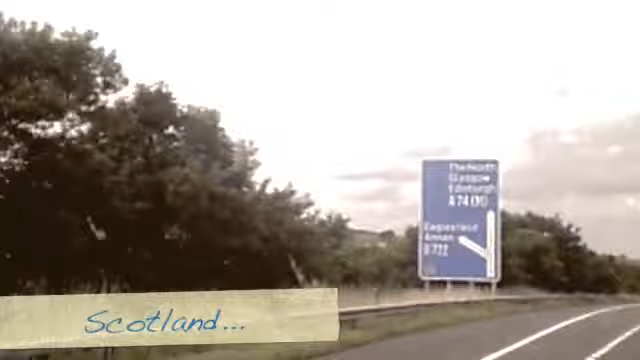 The North
Glasgow
Edinburgh
A74(M)
Eaglesfield
Annan
B722
Scotland...